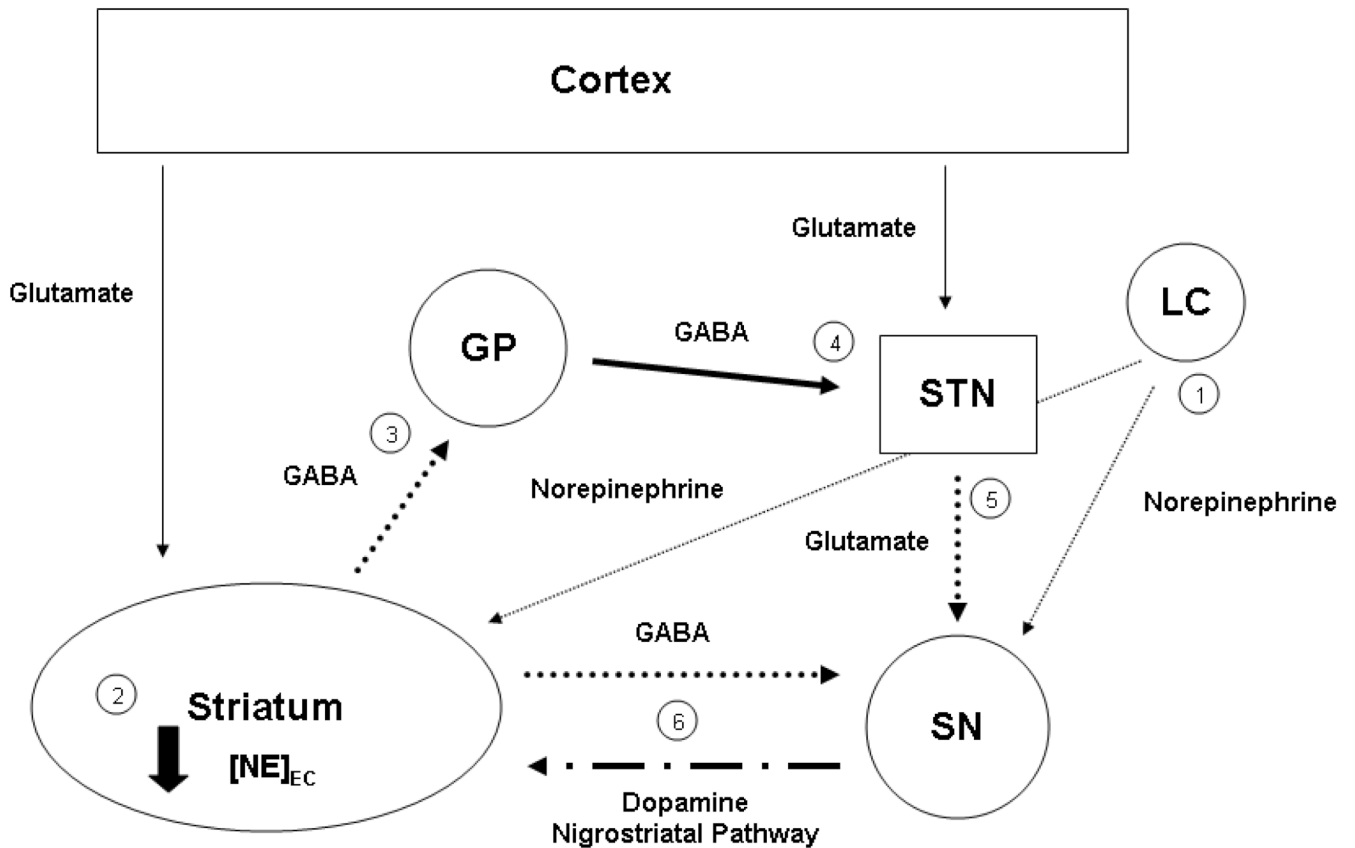 Cortex
Glutamate
Glutamate
LC
GP
GABA
4
STN
1
3
GABA
Norepinephrine
5
Norepinephrine
Glutamate
GABA
2
Striatum
[NE]EC
6
SN
Dopamine
Nigrostriatal Pathway